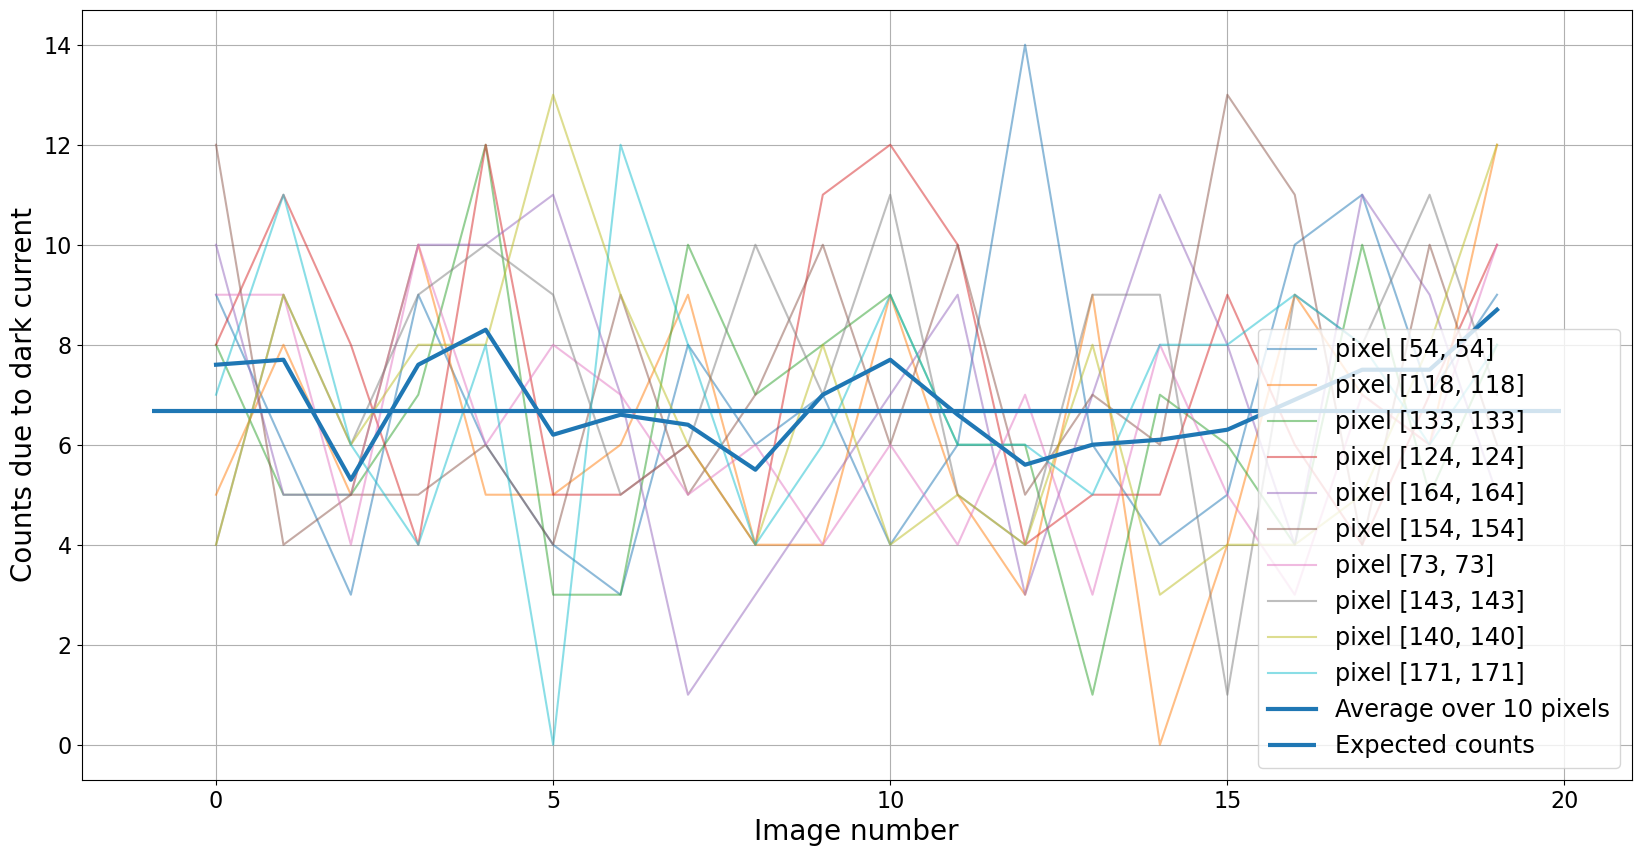 Counts due to dark current
14
12
10
8
6
4
2
0
0
5
10
15
20
Image number
pixel [54, 54]
pixel [118, 118]
pixel [133, 133]
pixel [124, 124]
pixel [164, 164]
pixel [154, 154]
pixel [73, 73]
pixel [143, 143]
pixel [140, 140]
pixel [171, 171]
Average over 10 pixels
Expected counts